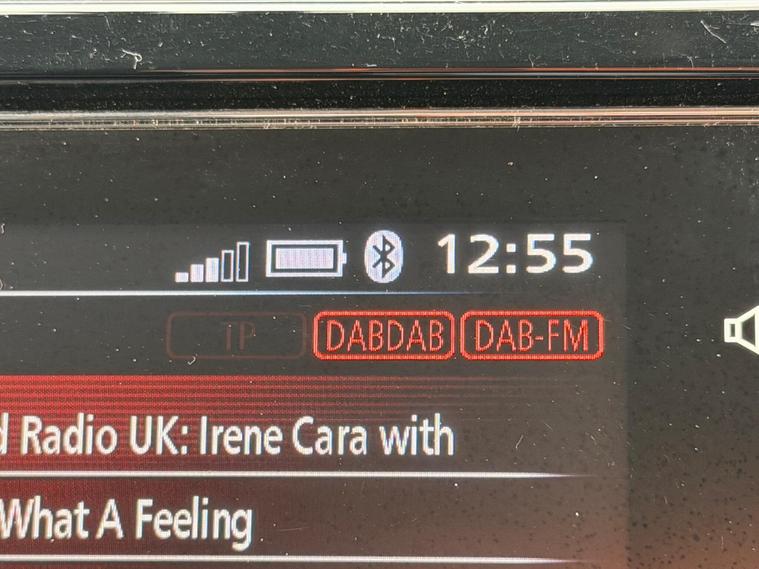 12:55
TP DABDAB DAB-FM
d Radio UK: Irene Cara with
What A Feeling